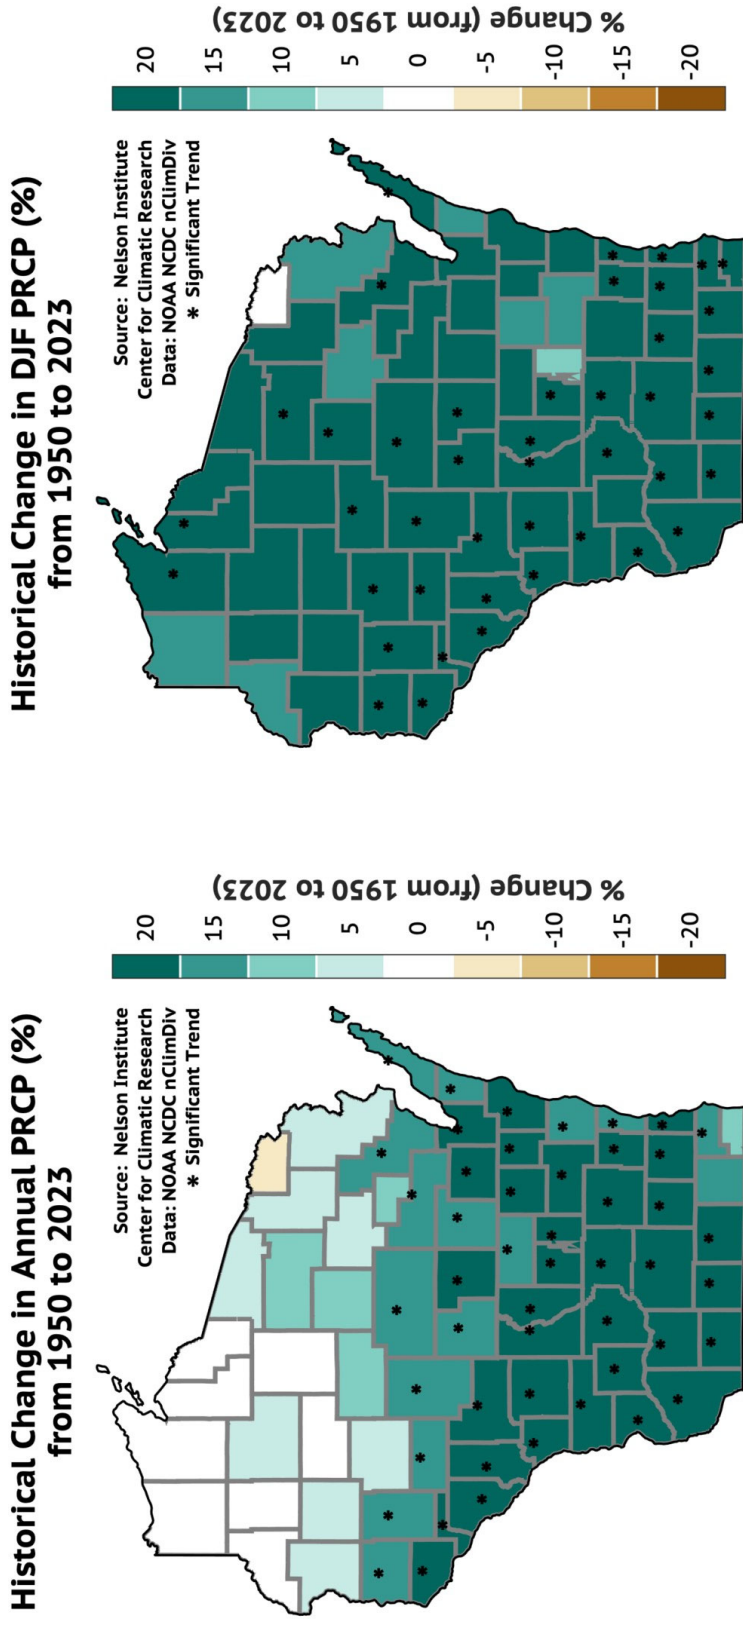 Historical Change in Annual PRCP (%)
from 1950 to 2023
Source: Nelson Institute
Center for Climatic Research
Data: NOAA NCDC nClimDiv
* Significant Trend
20
15
10
5
0
-5
-10
-15
-20
% Change (from 1950 to 2023)
Historical Change in DJF PRCP (%)
from 1950 to 2023
Source: Nelson Institute
Center for Climatic Research
Data: NOAA NCDC nClimDiv
* Significant Trend
20
15
10
5
0
-5
-10
-15
-20
% Change (from 1950 to 2023)